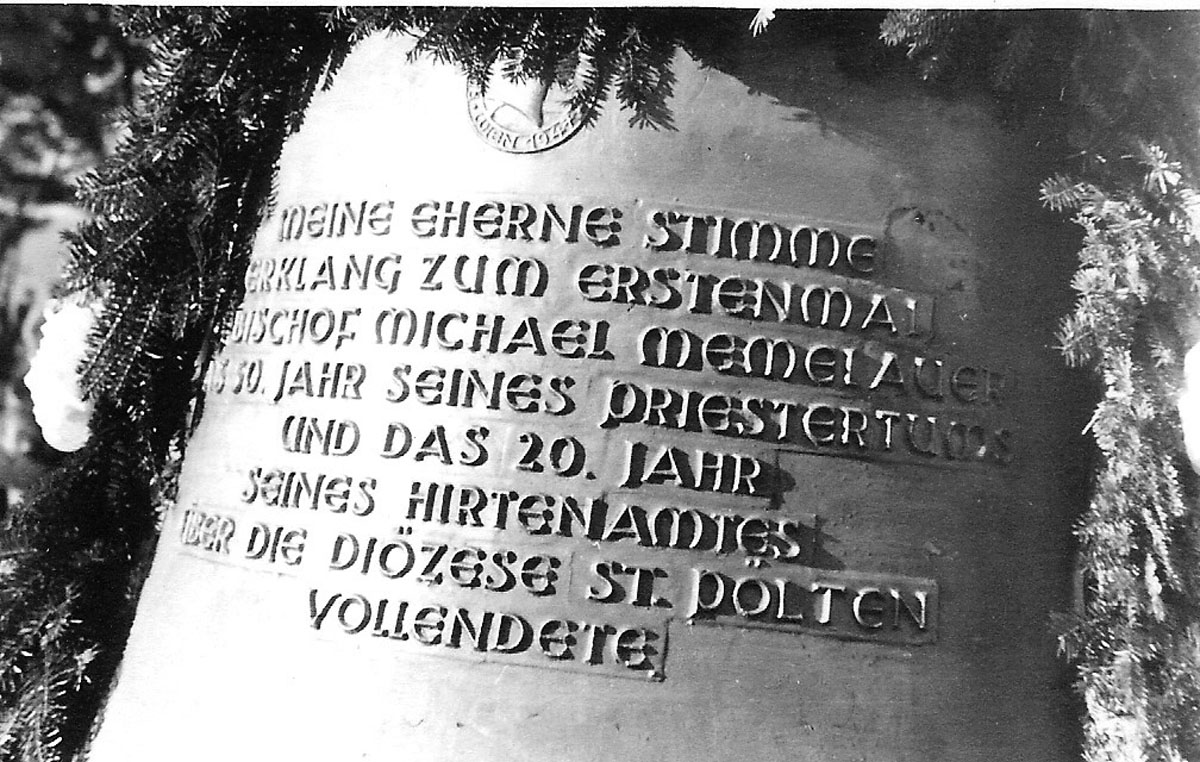 WIEN
MEINE EHERNE STIMME
ERKLANG ZUM ERSTENMAL
BISCHOF MICHAEL MEMELAUER
50. JAHR SEINES PRIESTERTUMS
UND DAS 20. JAHR
SEINES HIRTENAMTES
ÜBER DIE DIÖZESE ST. PÖLTEN
VOLLENDETE